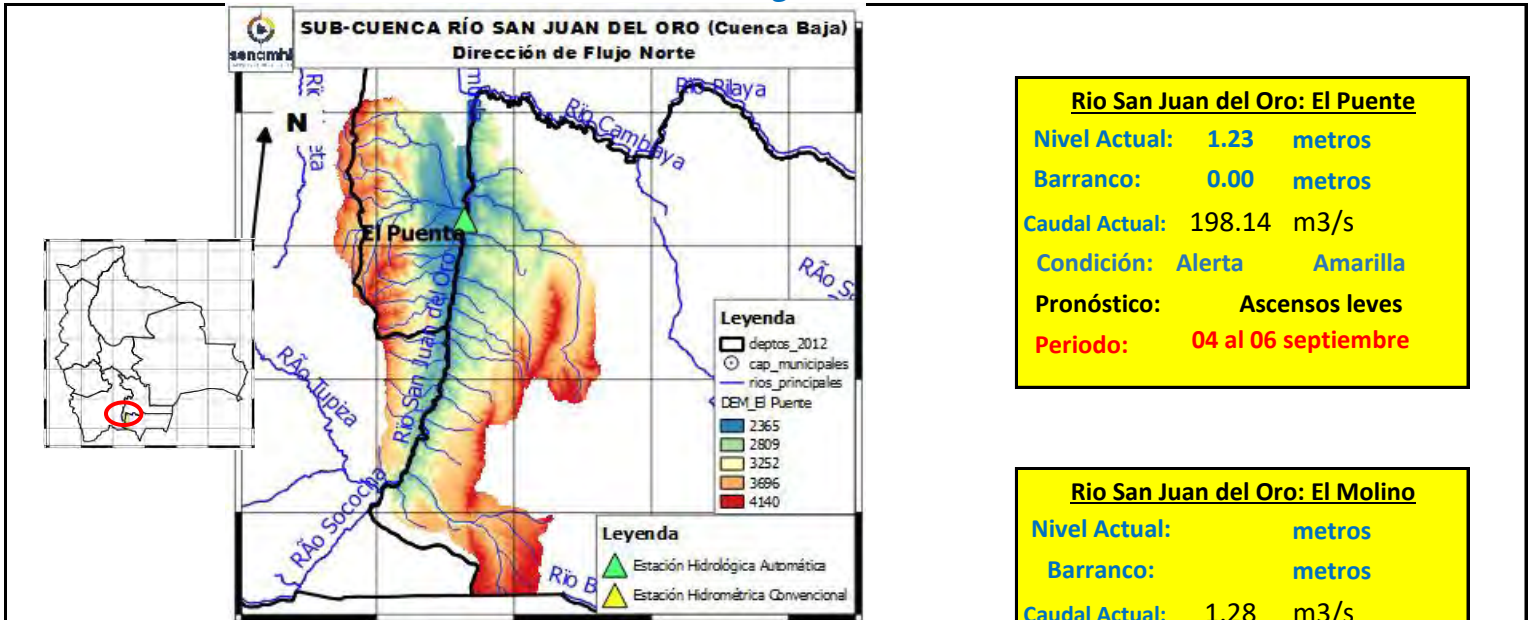 SUB-CUENCA RÍO SAN JUAN DEL ORO (Cuenca Baja)
Dirección de Flujo Norte
senamhi
N
Río Pilaya
Río Cambaya
El Puente
Río San Juan del Oro
RÃo Tupiza
RÃo Sococha
RÃo S
Río B
Leyenda
deptos_2012
cap_municipales
rios_principales
DEM_El Puente
2365
2809
3252
3696
4140
Leyenda
Estación Hidrológica Automática
Estación Hidrométrica Convencional
Rio San Juan del Oro: El Puente
Nivel Actual: 1.23 metros
Barranco: 0.00 metros
Caudal Actual: 198.14 m3/s
Condición: Alerta Amarilla
Pronóstico: Ascensos leves
Periodo: 04 al 06 septiembre
Rio San Juan del Oro: El Molino
Nivel Actual: metros
Barranco: metros
Caudal Actual: 1.28 m3/s